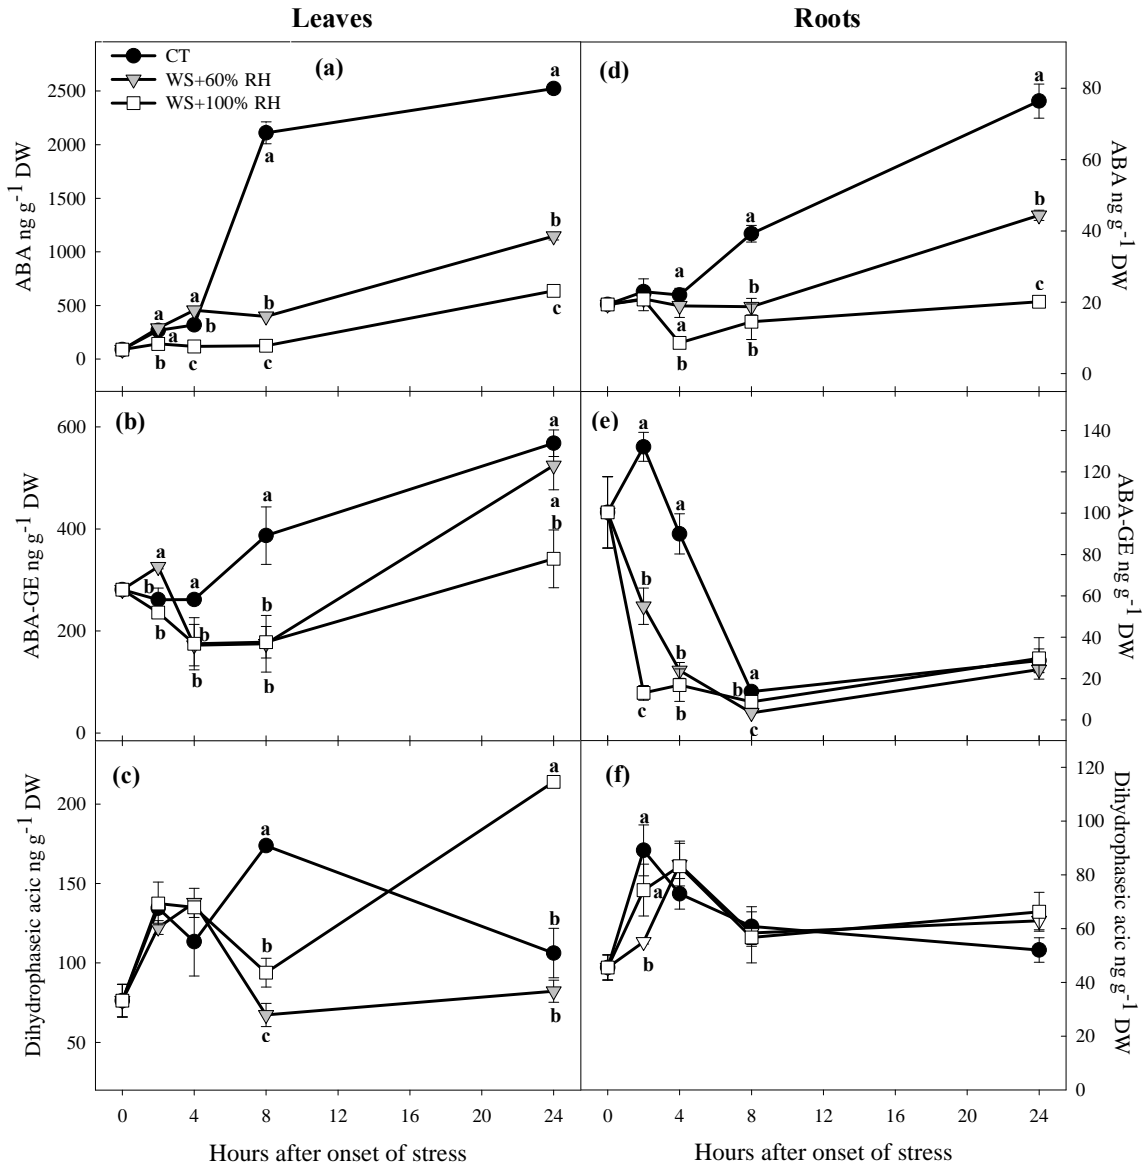 Leaves
Roots
CT
WS+60% RH
WS+100% RH
(a)
2500
2000
1500
1000
500
0
ABA ng g⁻¹ DW
a
a
a
a
b
a
b
c
b
c
b
c
(d)
80
60
40
20
0
ABA ng g⁻¹ DW
a
a
a
b
b
c
a
b
b
(b)
600
400
200
0
ABA-GE ng g⁻¹ DW
a
a
a
a
b
b
b
b
b
b
a
b
(e)
140
120
100
80
60
40
20
0
ABA-GE ng g⁻¹ DW
a
a
b
b
c
b
a
b
c
(c)
200
150
100
50
Dihydrophaseic acic ng g⁻¹ DW
a
a
b
b
c
b
(f)
120
100
80
60
40
20
0
Dihydrophaseic acic ng g⁻¹ DW
a
a
b
0 4 8 12 16 20 24
0 4 8 12 16 20 24
Hours after onset of stress
Hours after onset of stress